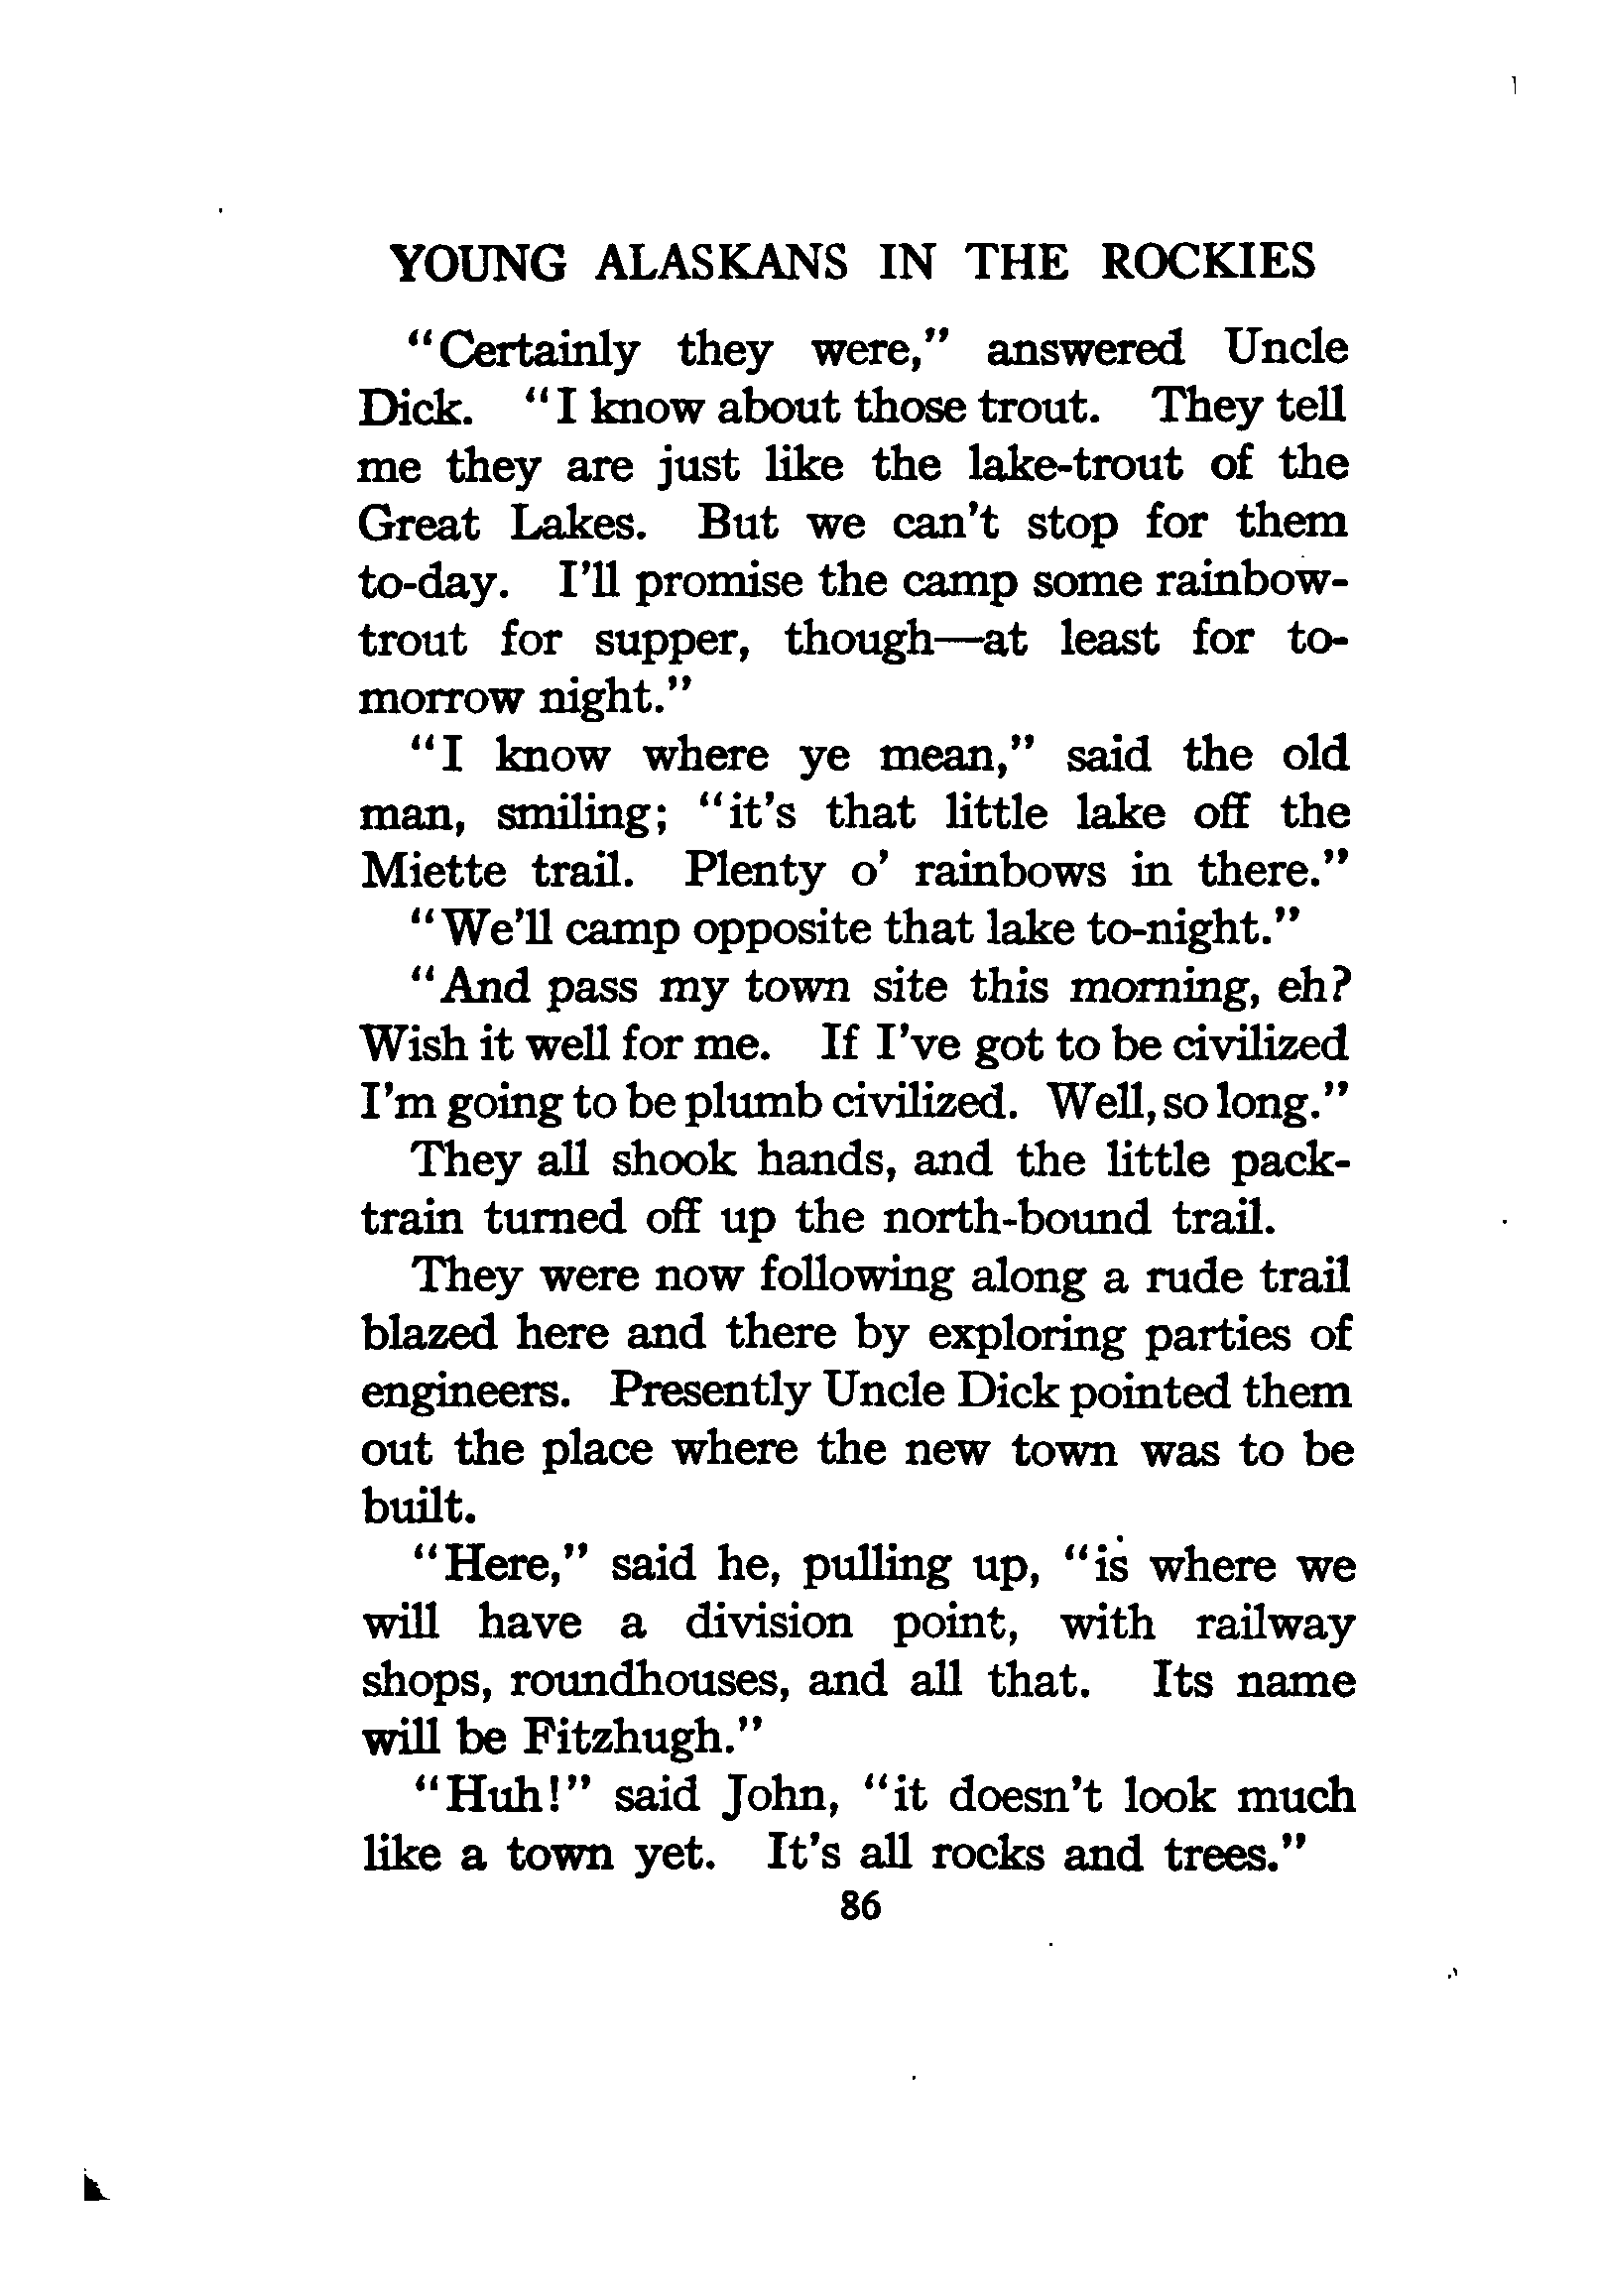 YOUNG ALASKANS IN THE ROCKIES
"Certainly they were," answered Uncle
Dick. "I know about those trout. They tell
me they are just like the lake-trout of the
Great Lakes. But we can't stop for them
to-day. I'll promise the camp some rainbow-
trout for supper, though—at least for to-
morrow night."
"I know where ye mean," said the old
man, smiling; "it's that little lake off the
Miette trail. Plenty o' rainbows in there."
"We'll camp opposite that lake to-night."
"And pass my town site this morning, eh?
Wish it well for me. If I've got to be civilized
I'm going to be plumb civilized. Well, so long."
They all shook hands, and the little pack-
train turned off up the north-bound trail.
They were now following along a rude trail
blazed here and there by exploring parties of
engineers. Presently Uncle Dick pointed them
out the place where the new town was to be
built.
"Here," said he, pulling up, "is where we
will have a division point, with railway
shops, roundhouses, and all that. Its name
will be Fitzhugh."
"Huh!" said John, "it doesn't look much
like a town yet. It's all rocks and trees."
86